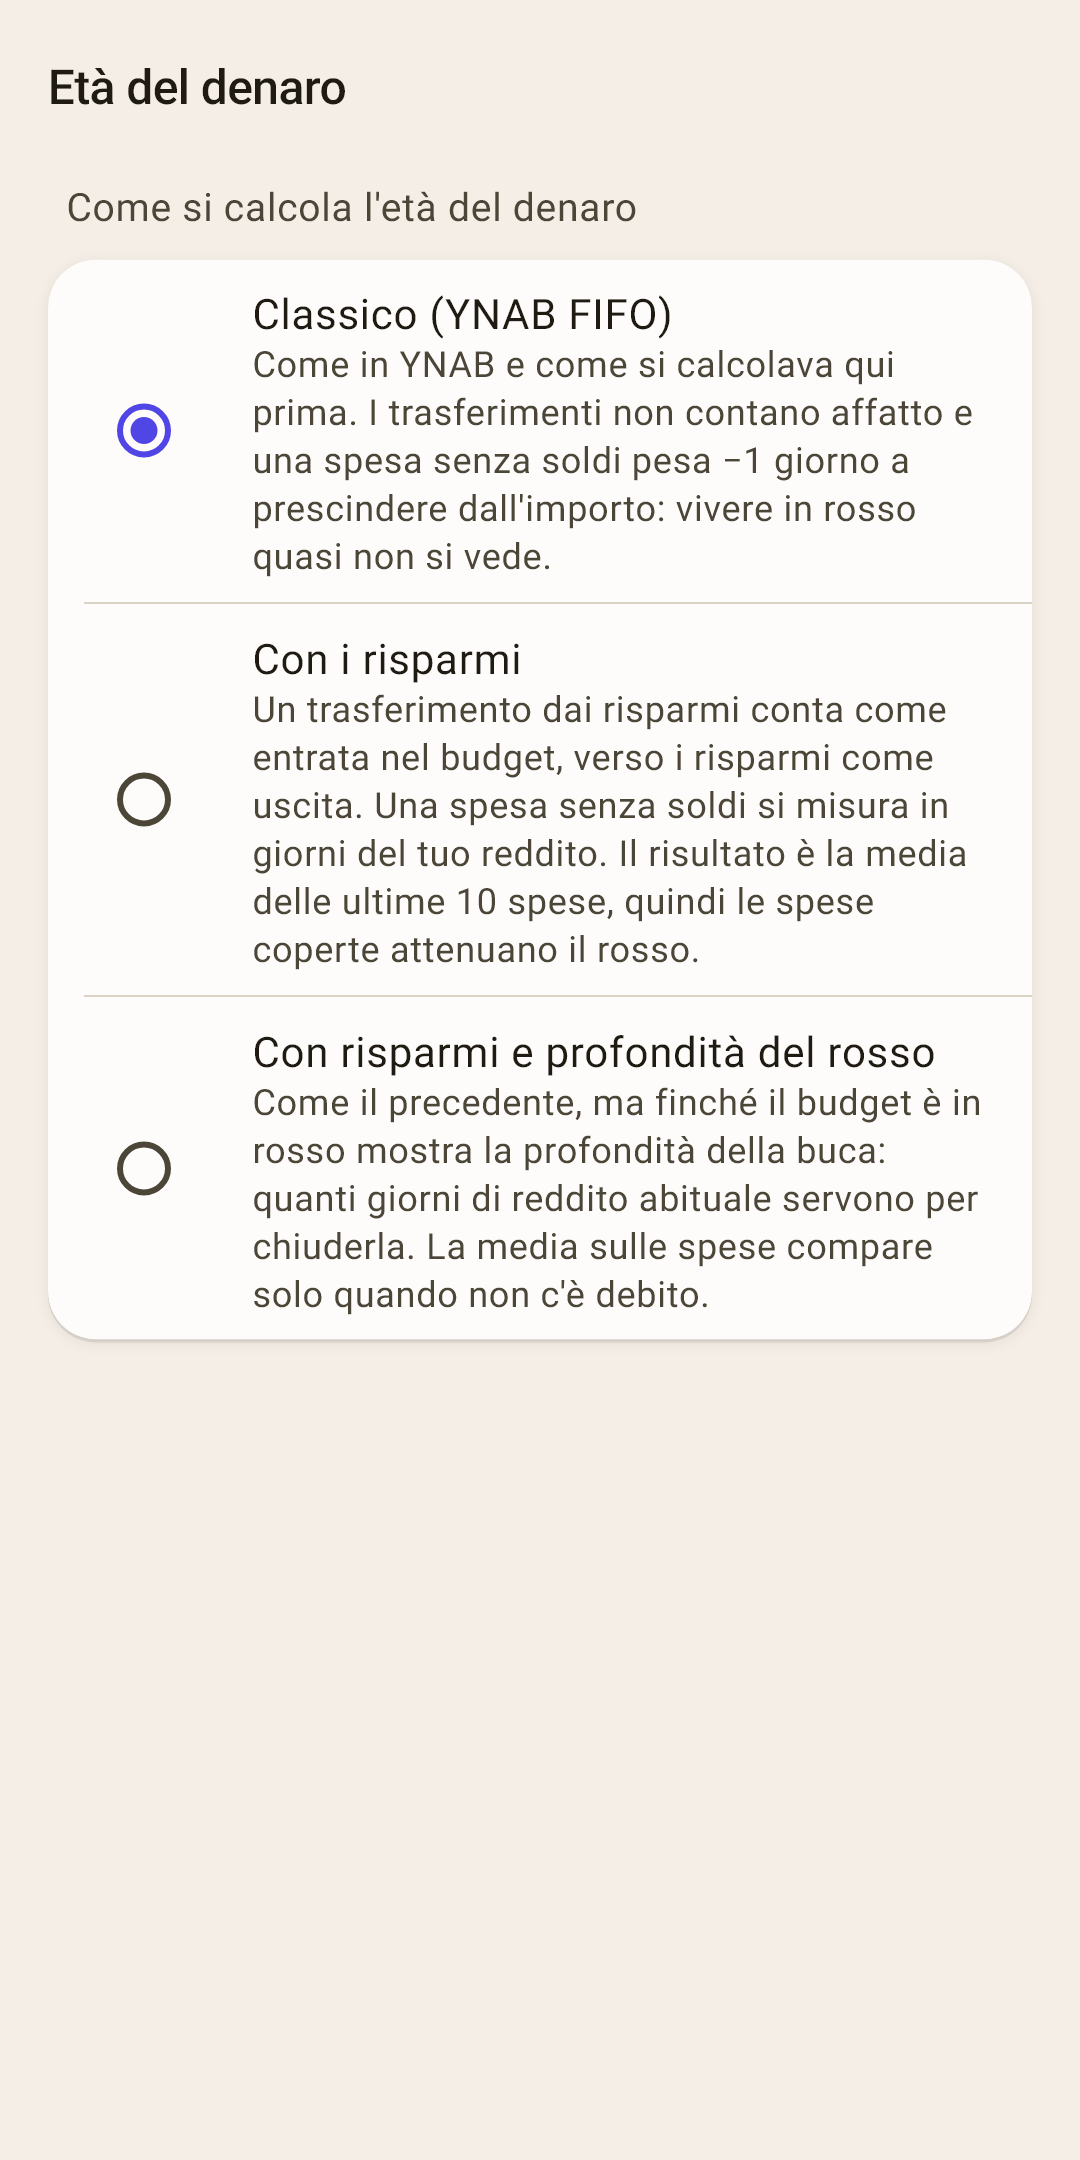 Età del denaro
Come si calcola l'età del denaro
Classico (YNAB FIFO)
Come in YNAB e come si calcolava qui
prima. I trasferimenti non contano affatto e
una spesa senza soldi pesa −1 giorno a
prescindere dall'importo: vivere in rosso
quasi non si vede.
Con i risparmi
Un trasferimento dai risparmi conta come
entrata nel budget, verso i risparmi come
uscita. Una spesa senza soldi si misura in
giorni del tuo reddito. Il risultato è la media
delle ultime 10 spese, quindi le spese
coperte attenuano il rosso.
Con risparmi e profondità del rosso
Come il precedente, ma finché il budget è in
rosso mostra la profondità della buca:
quanti giorni di reddito abituale servono per
chiuderla. La media sulle spese compare
solo quando non c'è debito.